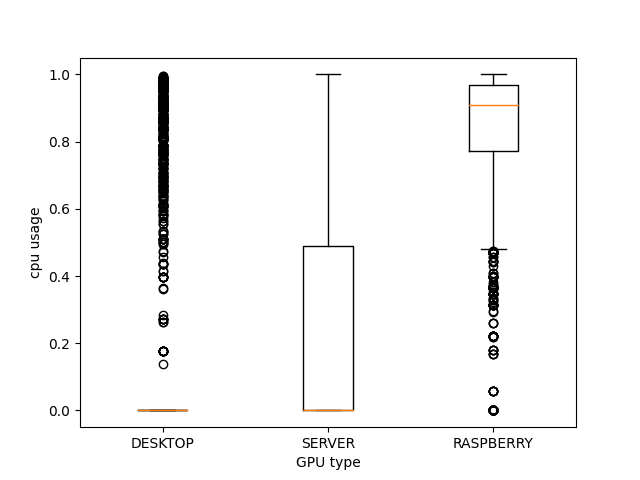 1.0
0.8
0.6
0.4
0.2
0.0
cpu usage
DESKTOP
SERVER
RASPBERRY
GPU type